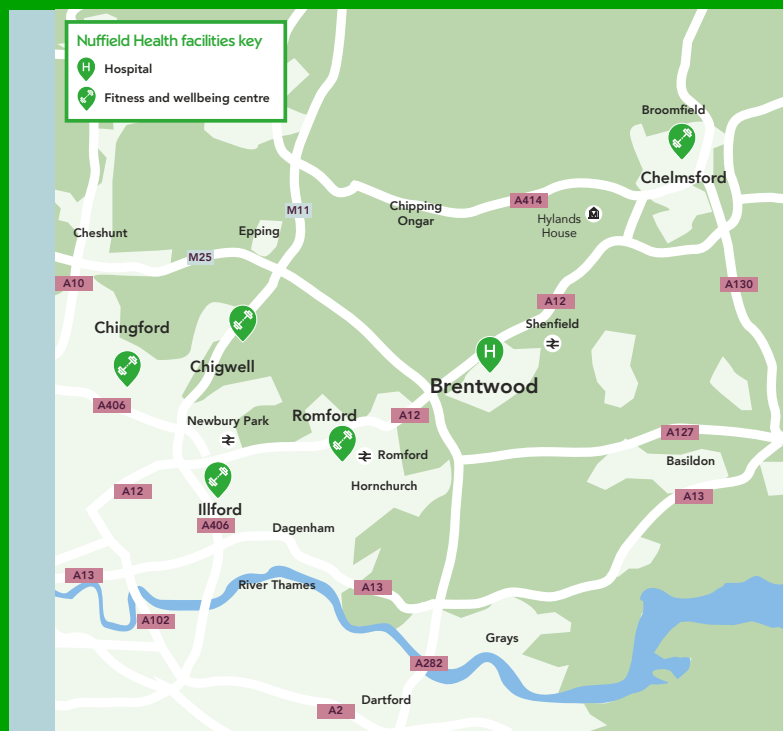 Nuffield Health facilities key
H
Hospital
Fitness and wellbeing centre
Broomfield
Chelmsford
A130
A414
Chipping
Ongar
Hylands
House
M11
Epping
Cheshunt
M25
A10
A130
A12
Shenfield
Chingford
Chigwell
H
Brentwood
A406
Newbury Park
Romford
A12
A127
Romford
Basildon
Hornchurch
A12
A13
Illford
A406
Dagenham
A13
River Thames
A13
A102
Grays
A282
Dartford
A2